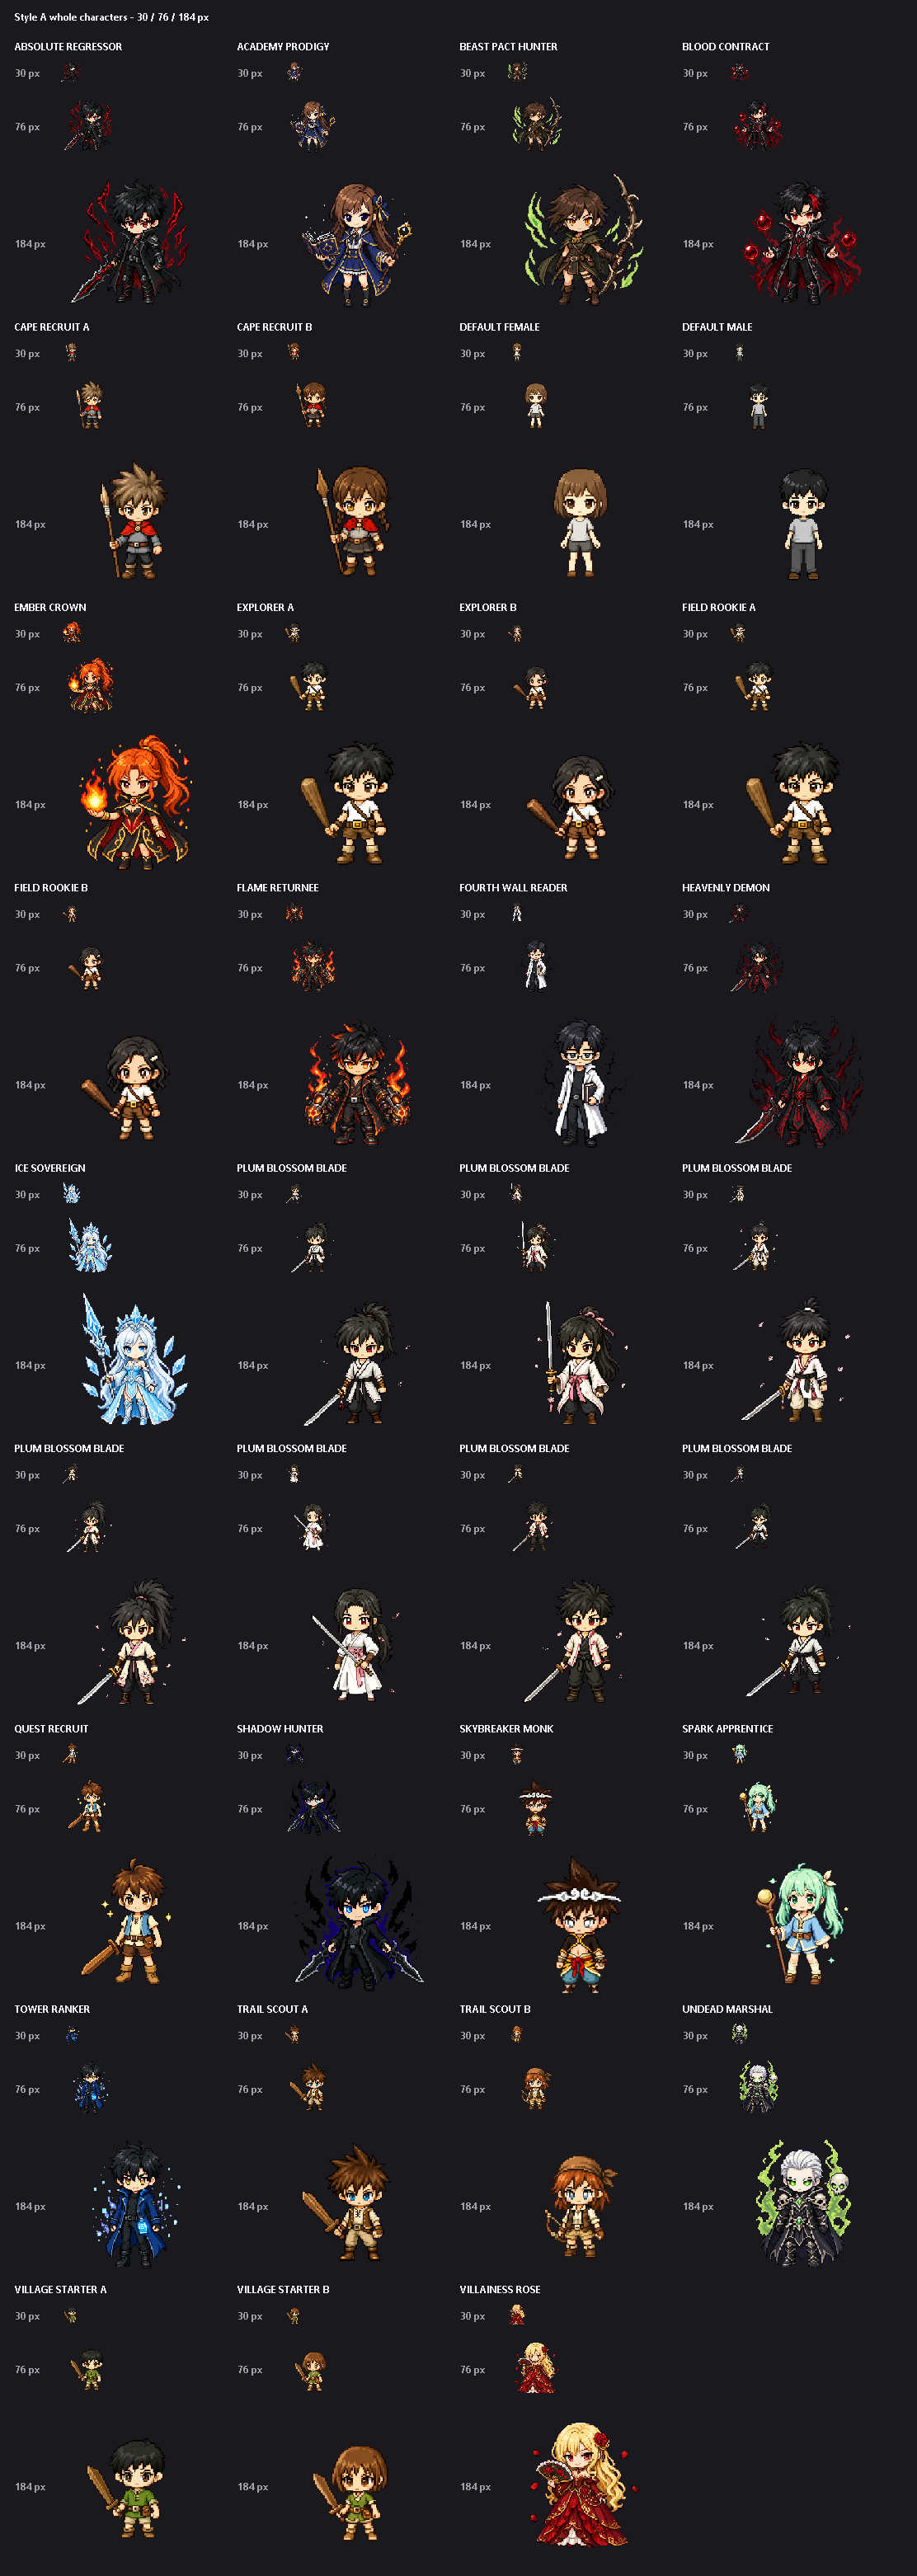 Style A whole characters - 30 / 76 / 184 px
ABSOLUTE REGRESSOR ACADEMY PRODIGY BEAST PACT HUNTER BLOOD CONTRACT
30 px 30 px 30 px 30 px
76 px 76 px 76 px 76 px
184 px 184 px 184 px 184 px
CAPE RECRUIT A CAPE RECRUIT B DEFAULT FEMALE DEFAULT MALE
30 px 30 px 30 px 30 px
76 px 76 px 76 px 76 px
184 px 184 px 184 px 184 px
EMBER CROWN EXPLORER A EXPLORER B FIELD ROOKIE A
30 px 30 px 30 px 30 px
76 px 76 px 76 px 76 px
184 px 184 px 184 px 184 px
FIELD ROOKIE B FLAME RETURNEE FOURTH WALL READER HEAVENLY DEMON
30 px 30 px 30 px 30 px
76 px 76 px 76 px 76 px
184 px 184 px 184 px 184 px
ICE SOVEREIGN PLUM BLOSSOM BLADE PLUM BLOSSOM BLADE PLUM BLOSSOM BLADE
30 px 30 px 30 px 30 px
76 px 76 px 76 px 76 px
184 px 184 px 184 px 184 px
PLUM BLOSSOM BLADE PLUM BLOSSOM BLADE PLUM BLOSSOM BLADE PLUM BLOSSOM BLADE
30 px 30 px 30 px 30 px
76 px 76 px 76 px 76 px
184 px 184 px 184 px 184 px
QUEST RECRUIT SHADOW HUNTER SKYBREAKER MONK SPARK APPRENTICE
30 px 30 px 30 px 30 px
76 px 76 px 76 px 76 px
184 px 184 px 184 px 184 px
TOWER RANKER TRAIL SCOUT A TRAIL SCOUT B UNDEAD MARSHAL
30 px 30 px 30 px 30 px
76 px 76 px 76 px 76 px
184 px 184 px 184 px 184 px
VILLAGE STARTER A VILLAGE STARTER B VILLAINESS ROSE
30 px 30 px 30 px
76 px 76 px 76 px
184 px 184 px 184 px